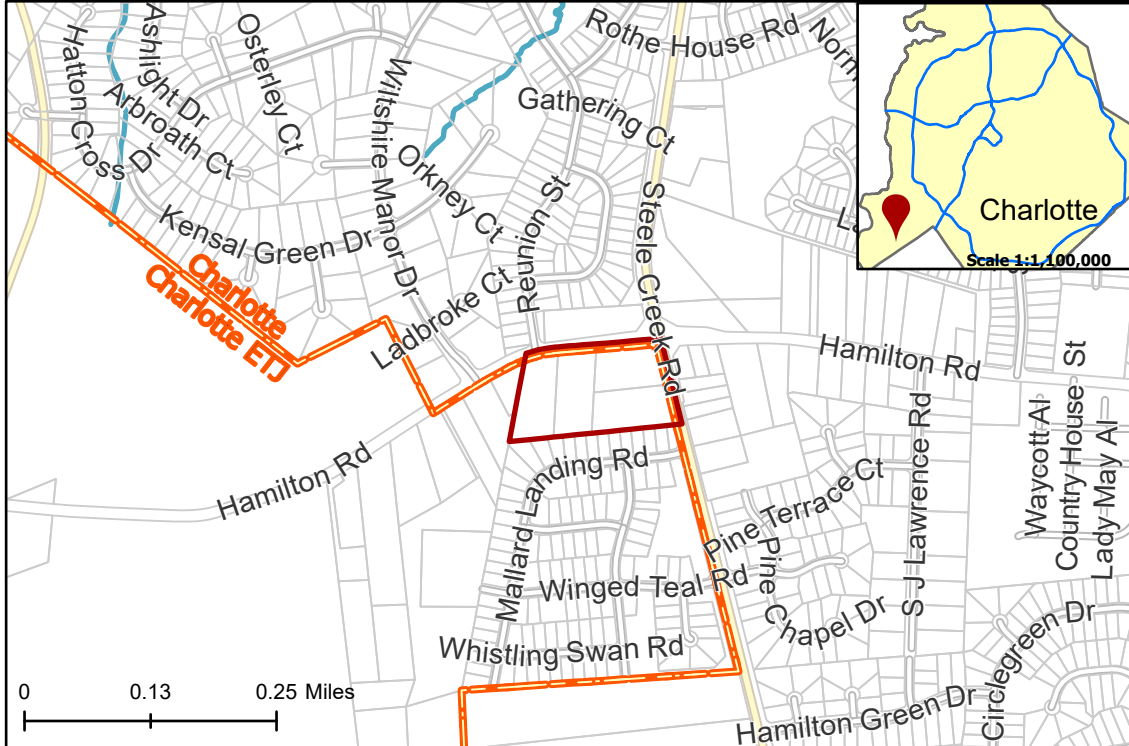 Hatton Cross Dr
Ashlight Dr
Arbroath Ct
Osterley Ct
Wiltshire Manor Dr
Rothe House Rd
Gathering Ct
Orkney Ct
Reunion St
Steele Creek Rd
Kensal Green Dr
Ladbroke Ct
Charlotte
Charlotte ETJ
Charlotte
Scale 1:1,100,000
Hamilton Rd
Hamilton Rd
Mallard Landing Rd
Pine Terrace Ct
Pine Chapel Dr
S J Lawrence Rd
Waycott Al
Country House St
Lady May Al
Winged Teal Rd
Whistling Swan Rd
Hamilton Green Dr
Circlegreen Dr
0 0.13 0.25 Miles